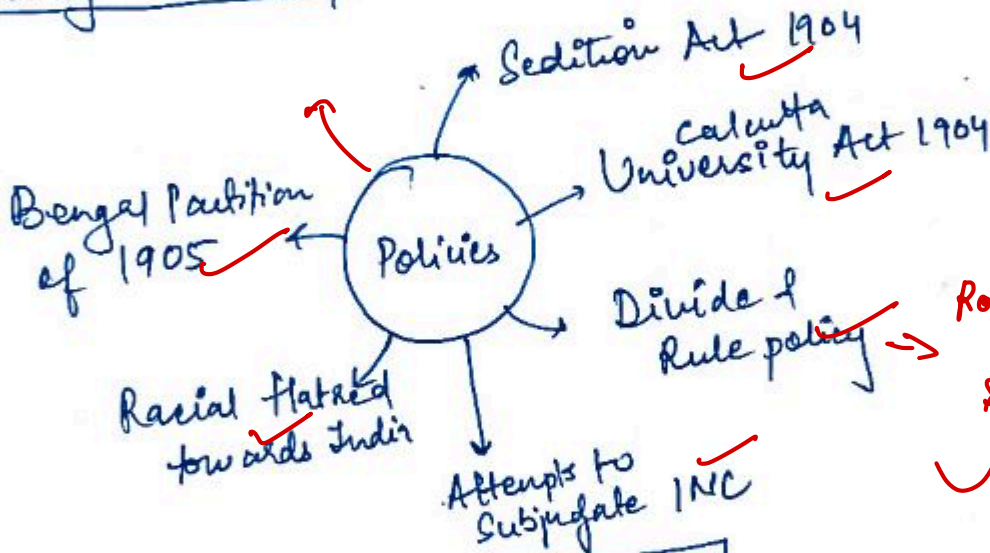 Sedition Act 1904
Calcutta
University Act 1904
Bengal Partition
of 1905
Policies
Divide &
Rule policy
Ro
Racial Hatred
towards India
Attempts to
Subjugate INC